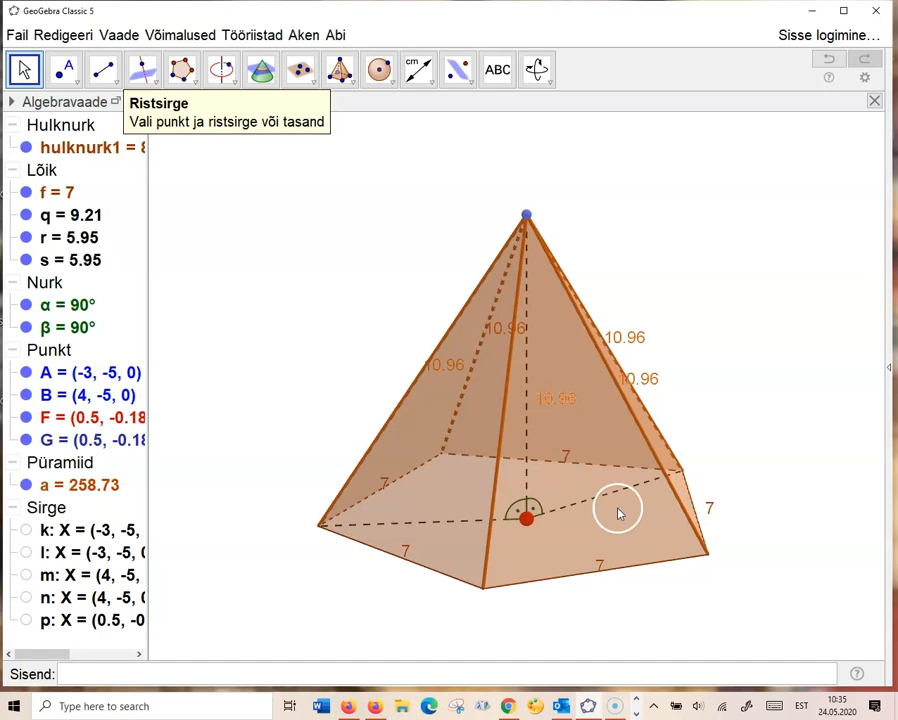 GeoGebra Classic 5
Fail Redigeeri Vaade Võimalused Tööriistad Aken Abi
Sisse logimine...
A
cm
ABC
Algebravaade
Ristsirge
Vali punkt ja ristsirge või tasand
Hulknurk
hulknurk1 = 8
Lõik
f = 7
q = 9.21
r = 5.95
s = 5.95
Nurk
α = 90°
β = 90°
Punkt
A = (-3, -5, 0)
B = (4, -5, 0)
F = (0.5, -0.18
G = (0.5, -0.18
Püramiid
a = 258.73
Sirge
k: X = (-3, -5,
l: X = (-3, -5, 0
m: X = (4, -5,
n: X = (4, -5, 0
p: X = (0.5, -0
10.96
10.96
10.96
10.96
10.96
7
7
7
7
7
Sisend:
Type here to search
EST
10:35
24.05.2020